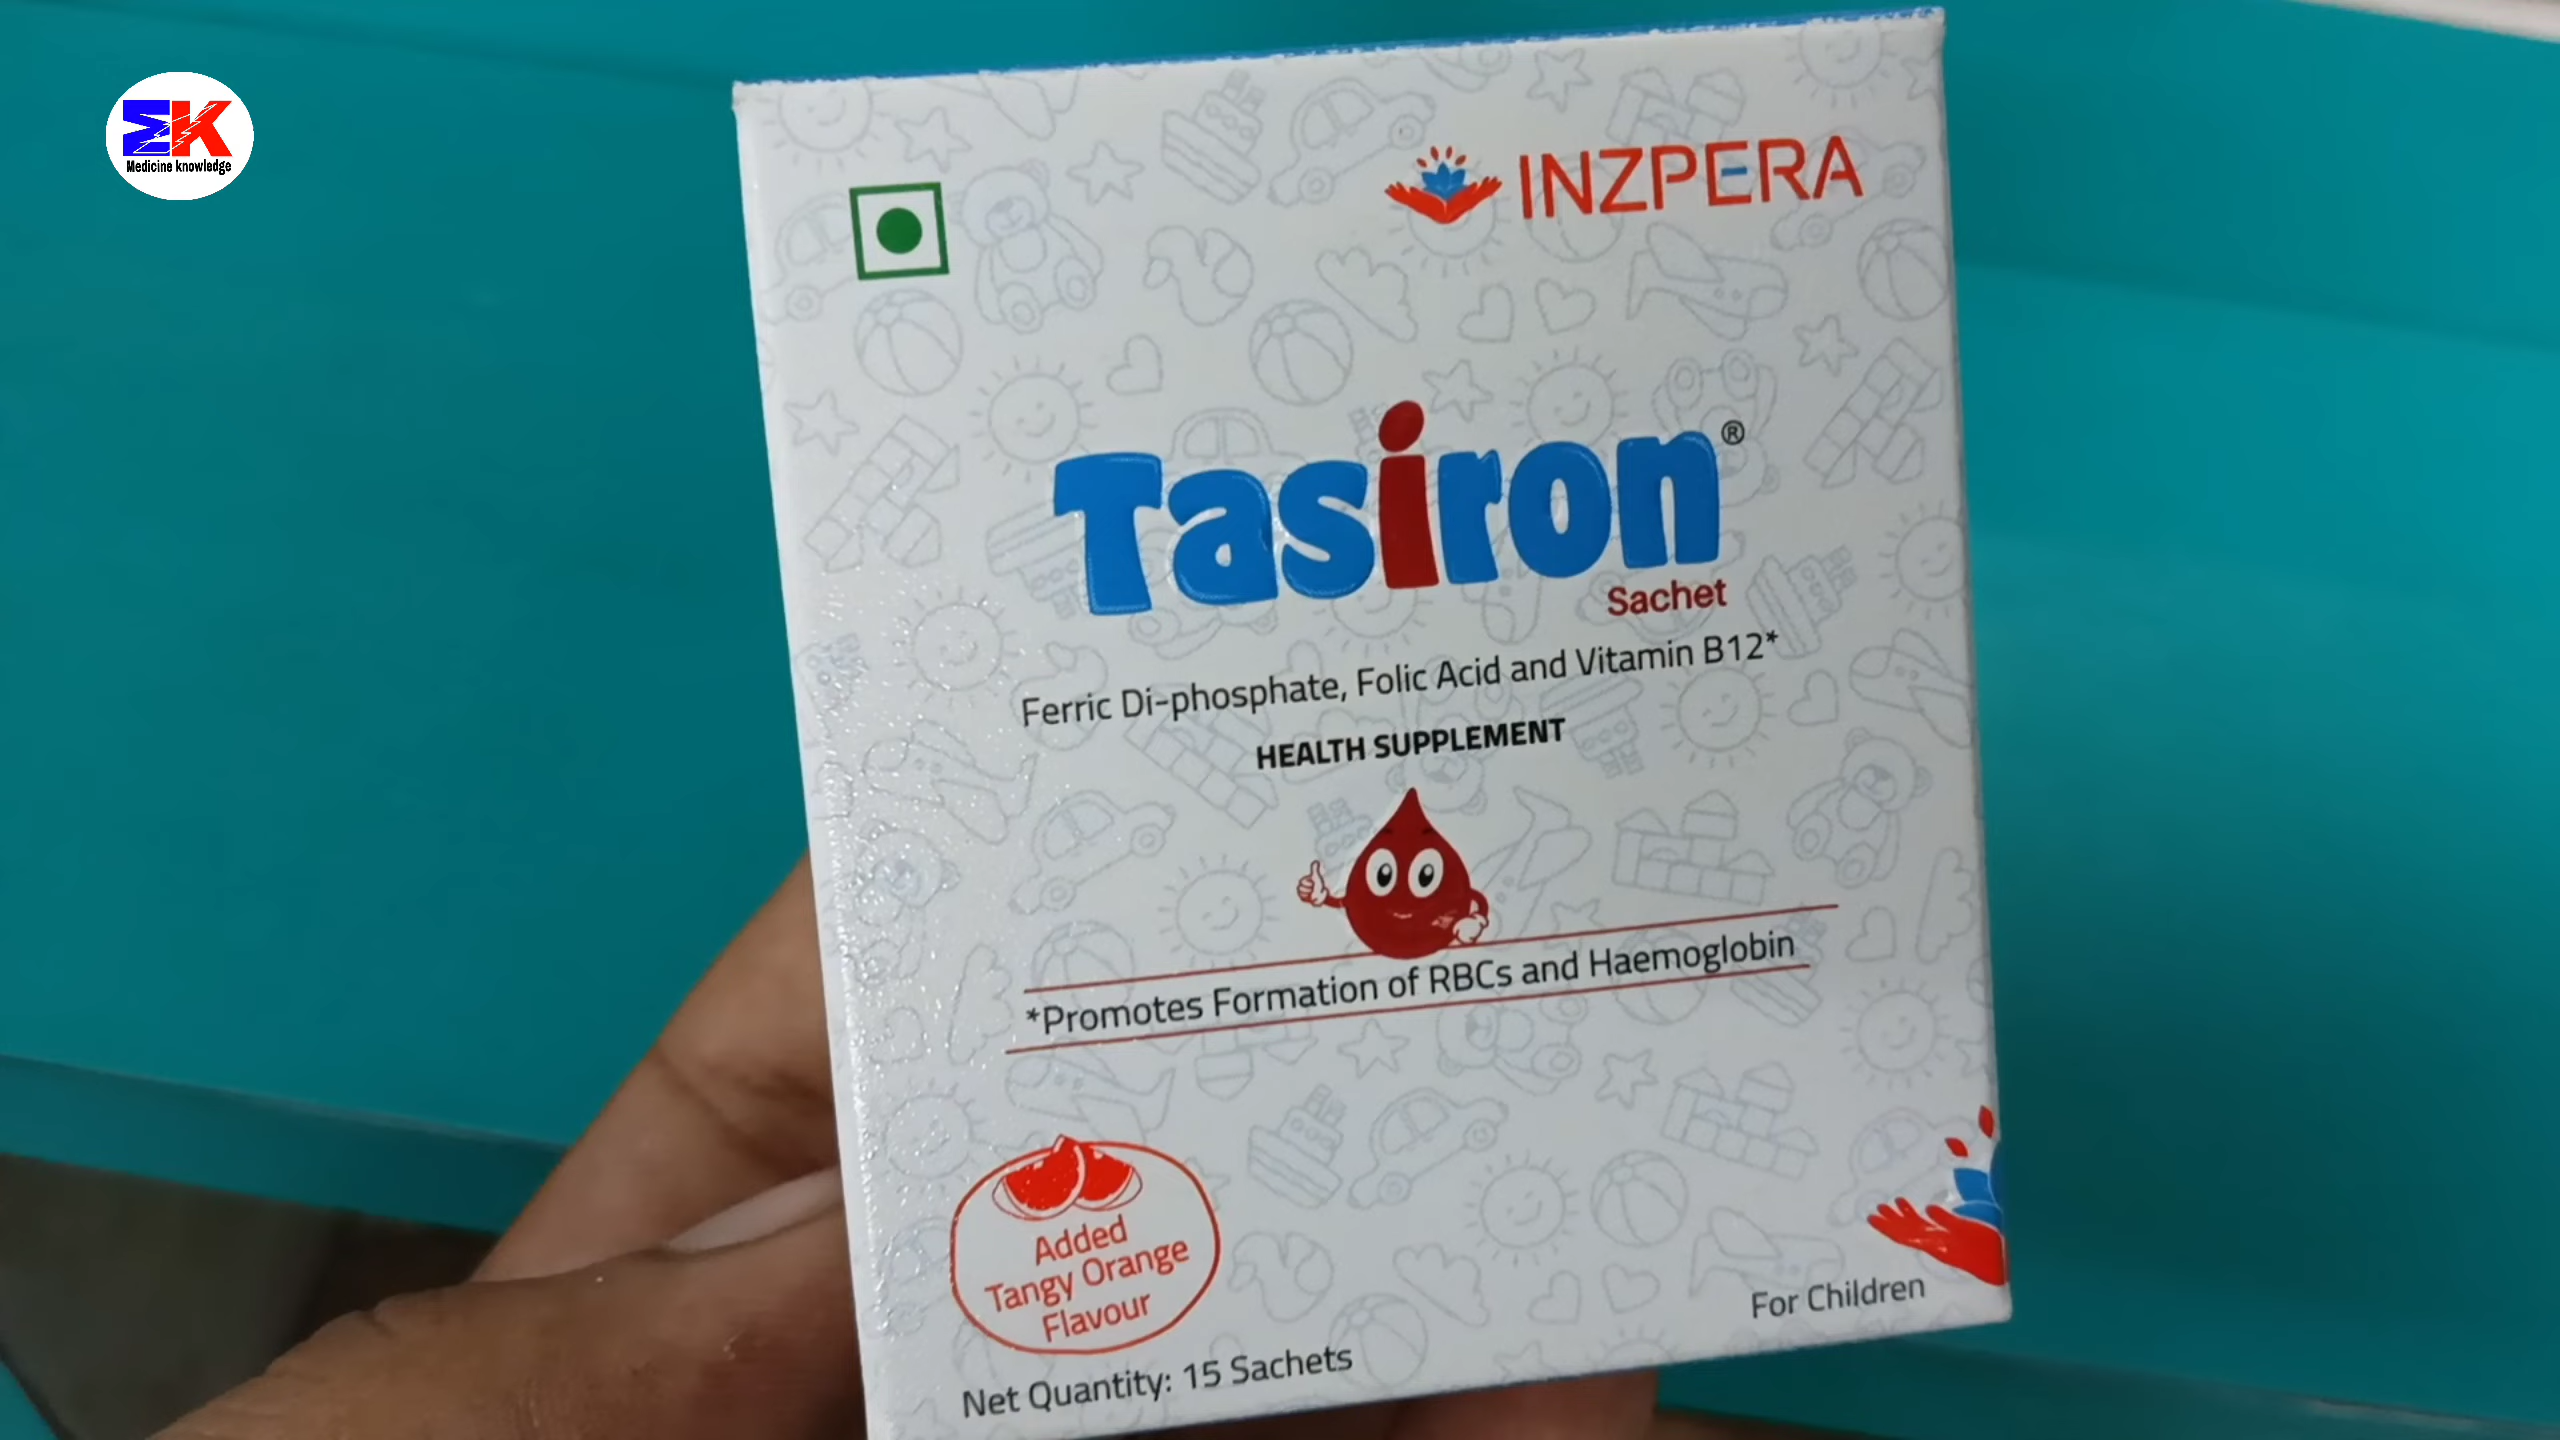 EK
Medicine knowledge
INZPERA
Tasiron®
Sachet
Ferric Di-phosphate, Folic Acid and Vitamin B12*
HEALTH SUPPLEMENT
*Promotes Formation of RBCs and Haemoglobin
Added
Tangy Orange
Flavour
For Children
Net Quantity: 15 Sachets